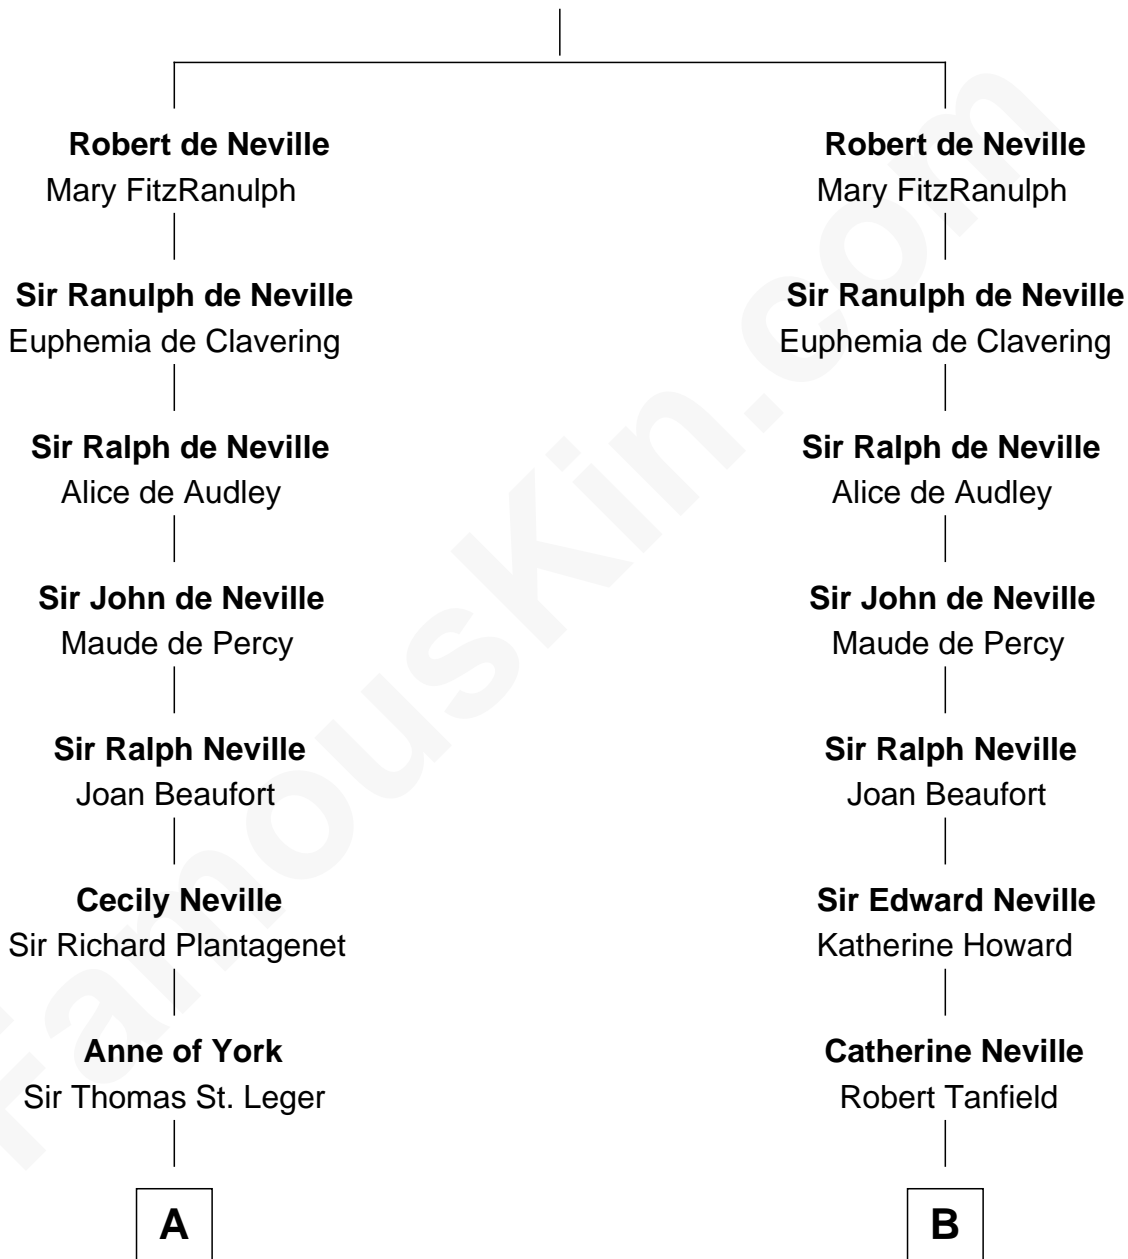 Robert de Neville
Mary FitzRanulph
Sir Ranulph de Neville
Euphemia de Clavering
Sir Ralph de Neville
Alice de Audley
Sir John de Neville
Maude de Percy
Sir Ralph Neville
Joan Beaufort
Cecily Neville
Sir Richard Plantagenet
Anne of York
Sir Thomas St. Leger
A
Robert de Neville
Mary FitzRanulph
Sir Ranulph de Neville
Euphemia de Clavering
Sir Ralph de Neville
Alice de Audley
Sir John de Neville
Maude de Percy
Sir Ralph Neville
Joan Beaufort
Sir Edward Neville
Katherine Howard
Catherine Neville
Robert Tanfield
B
FamousKin.com